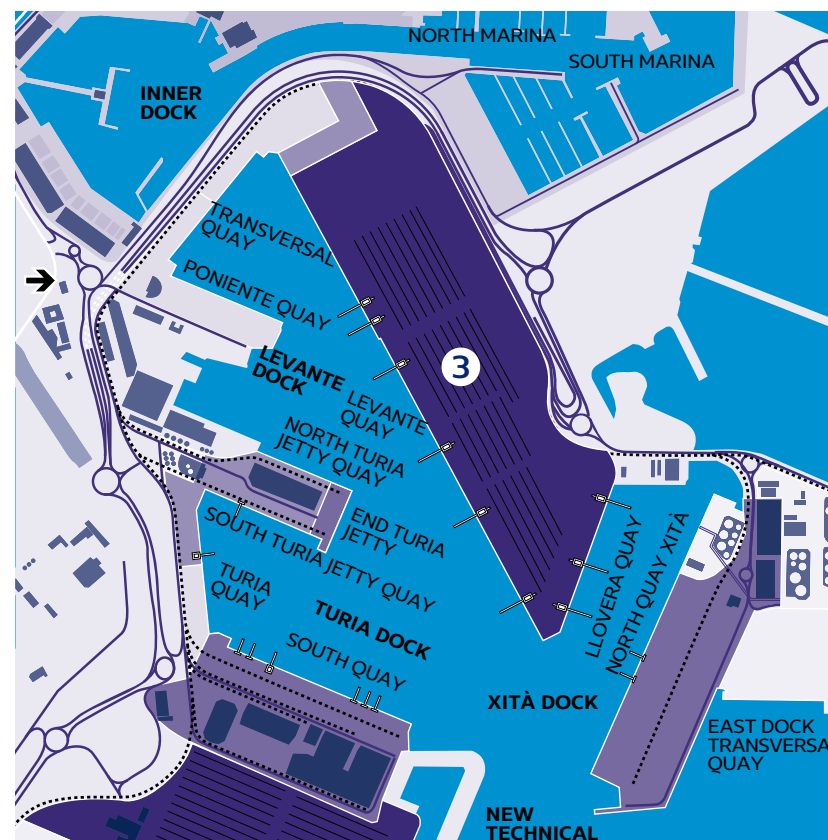 NORTH MARINA
SOUTH MARINA
INNER
DOCK
TRANSVERSAL
QUAY
PONIENTE QUAY
LEVANTE
DOCK
3
LEVANTE
QUAY
NORTH TURIA
JETTY QUAY
END TURIA
JETTY
SOUTH TURIA JETTY QUAY
TURIA
QUAY
TURIA DOCK
SOUTH QUAY
LLOVERA QUAY
NORTH QUAY XITÀ
XITÀ DOCK
EAST DOCK
TRANSVERSA
QUAY
NEW
TECHNICAL